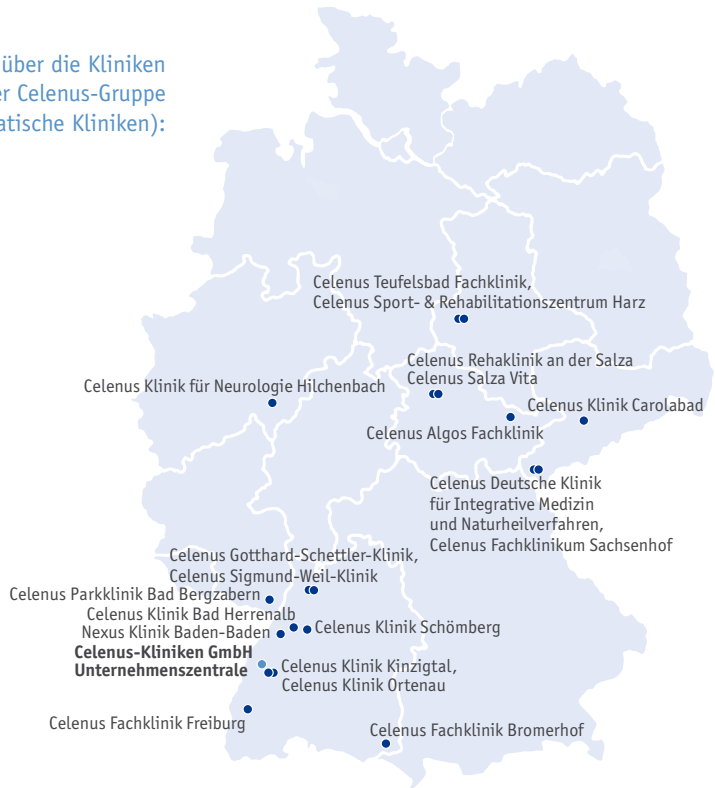 über die Kliniken
er Celenus-Gruppe
atische Kliniken):
Celenus Teufelsbad Fachklinik,
Celenus Sport- & Rehabilitationszentrum Harz
Celenus Rehaklinik an der Salza
Celenus Salza Vita
Celenus Klinik für Neurologie Hilchenbach
Celenus Klinik Carolabad
Celenus Algos Fachklinik
Celenus Deutsche Klinik
für Integrative Medizin
und Naturheilverfahren,
Celenus Fachklinikum Sachsenhof
Celenus Gotthard-Schettler-Klinik,
Celenus Sigmund-Weil-Klinik
Celenus Parkklinik Bad Bergzabern
Celenus Klinik Bad Herrenalb
Nexus Klinik Baden-Baden
Celenus Klinik Schömberg
Celenus-Kliniken GmbH
Unternehmenszentrale
Celenus Klinik Kinzigtal,
Celenus Klinik Ortenau
Celenus Fachklinik Freiburg
Celenus Fachklinik Bromerhof